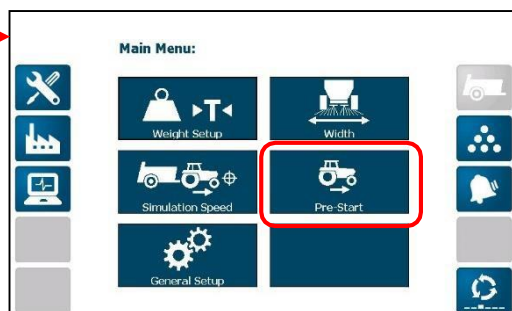 Main Menu:
T
Weight Setup
Width
Simulation Speed
Pre-Start
General Setup